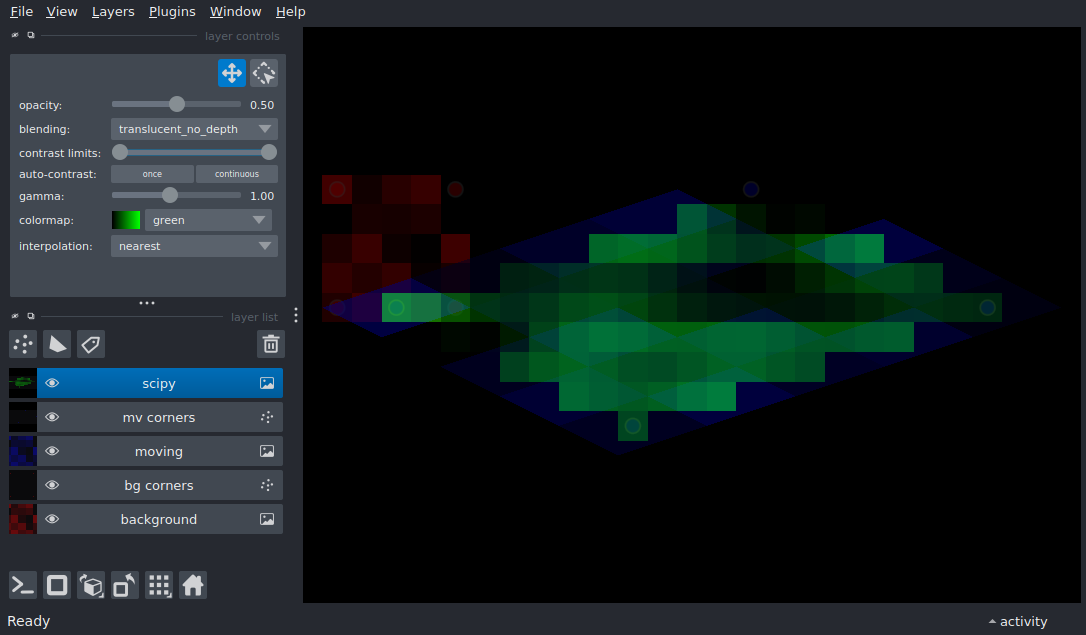 File View Layers Plugins Window Help
layer controls
opacity: 0.50
blending: translucent_no_depth
contrast limits:
auto-contrast: once continuous
gamma: 1.00
colormap: green
interpolation: nearest
layer list
scipy
mv corners
moving
bg corners
background
Ready activity